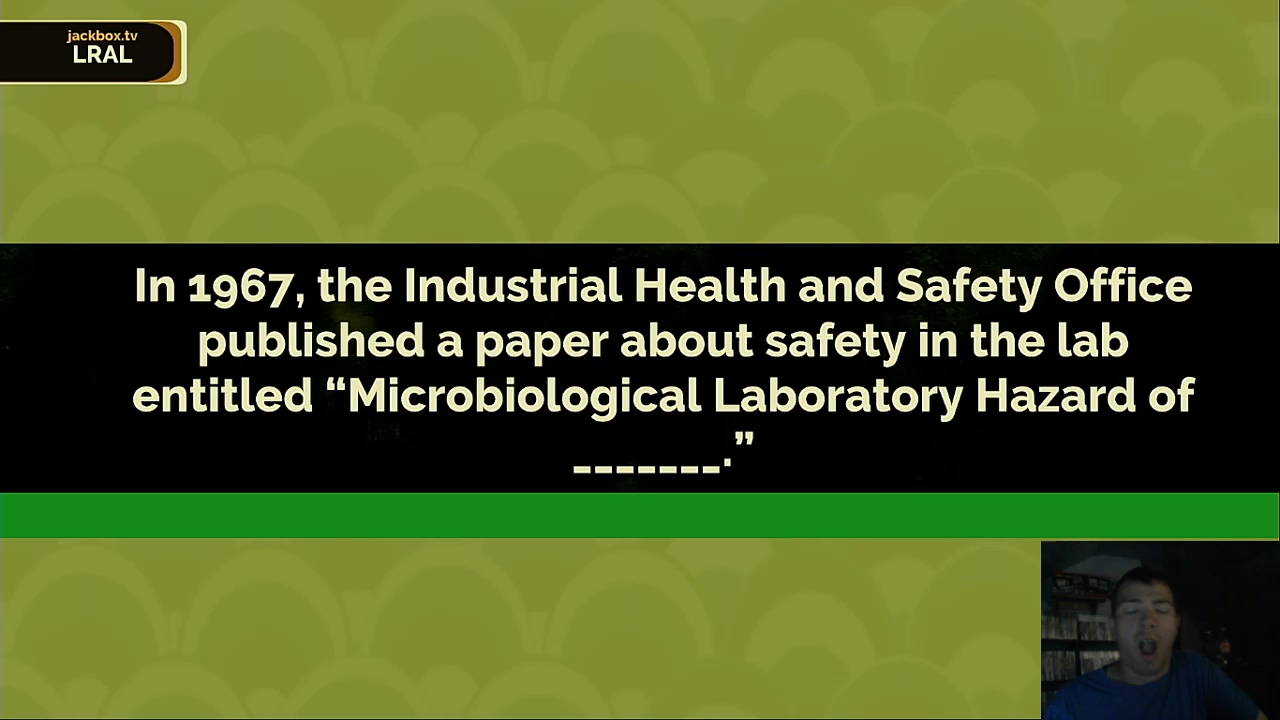 jackbox.tv
LRAL
In 1967, the Industrial Health and Safety Office
published a paper about safety in the lab
entitled “Microbiological Laboratory Hazard of
_______.”